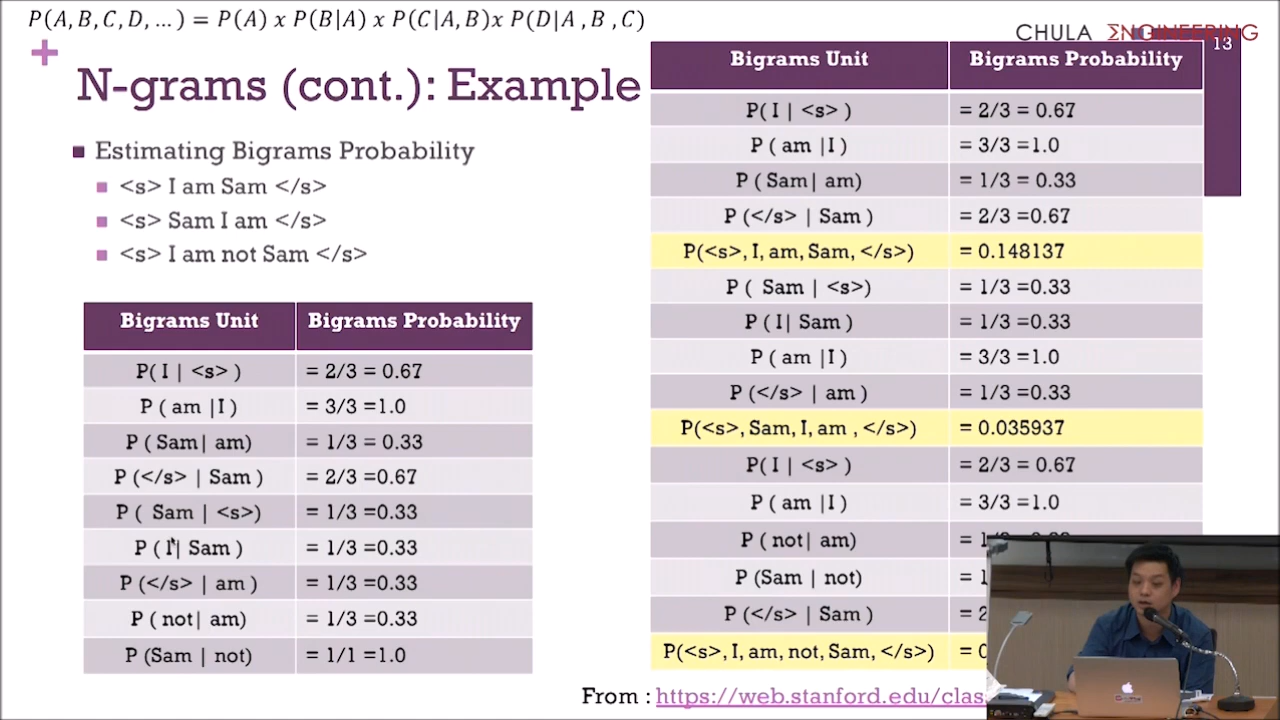 P(A,B,C,D,...) = P(A) x P(B|A) x P(C|A,B)x P(D|A ,B ,C)
CHULA ΣNGINEERING
13
N-grams (cont.): Example
Estimating Bigrams Probability
<s> I am Sam </s>
<s> Sam I am </s>
<s> I am not Sam </s>
Bigrams Unit Bigrams Probability
P( I | <s> ) = 2/3 = 0.67
P ( am |I ) = 3/3 =1.0
P ( Sam| am) = 1/3 = 0.33
P (</s> | Sam ) = 2/3 =0.67
P ( Sam | <s>) = 1/3 =0.33
P ( I| Sam ) = 1/3 =0.33
P (</s> | am ) = 1/3 =0.33
P ( not| am) = 1/3 =0.33
P (Sam | not) = 1/1 =1.0
Bigrams Unit Bigrams Probability
P( I | <s> ) = 2/3 = 0.67
P ( am |I ) = 3/3 =1.0
P ( Sam| am) = 1/3 = 0.33
P (</s> | Sam ) = 2/3 =0.67
P(<s>, I, am, Sam, </s>) = 0.148137
P ( Sam | <s>) = 1/3 =0.33
P ( I| Sam ) = 1/3 =0.33
P ( am |I ) = 3/3 =1.0
P (</s> | am ) = 1/3 =0.33
P(<s>, Sam, I, am , </s>) = 0.035937
P( I | <s> ) = 2/3 = 0.67
P ( am |I ) = 3/3 =1.0
P ( not| am) =
P (Sam | not) =
P (</s> | Sam ) =
P(<s>, I, am, not, Sam, </s>) =
From : https://web.stanford.edu/clas